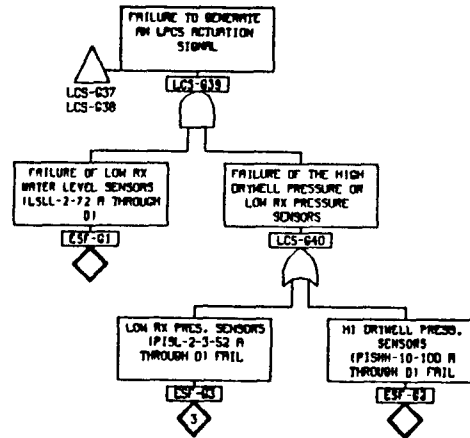 FAILURE TO GENERATE
AN LPCS ACTUATION
SIGNAL
LCS-G39
LCS-G37
LCS-G38
FAILURE OF LOW RX
WATER LEVEL SENSORS
(LSLL-2-72 A THROUGH
D)
ESF-G1
FAILURE OF THE HIGH
DRYWELL PRESSURE OR
LOW RX PRESSURE
SENSORS
LCS-G40
LOW RX PRES. SENSORS
(PISL-2-3-52 A
THROUGH D) FAIL
ESF-G3
3
HI DRYWELL PRESS.
SENSORS
(PISHH-10-100 A
THROUGH D) FAIL